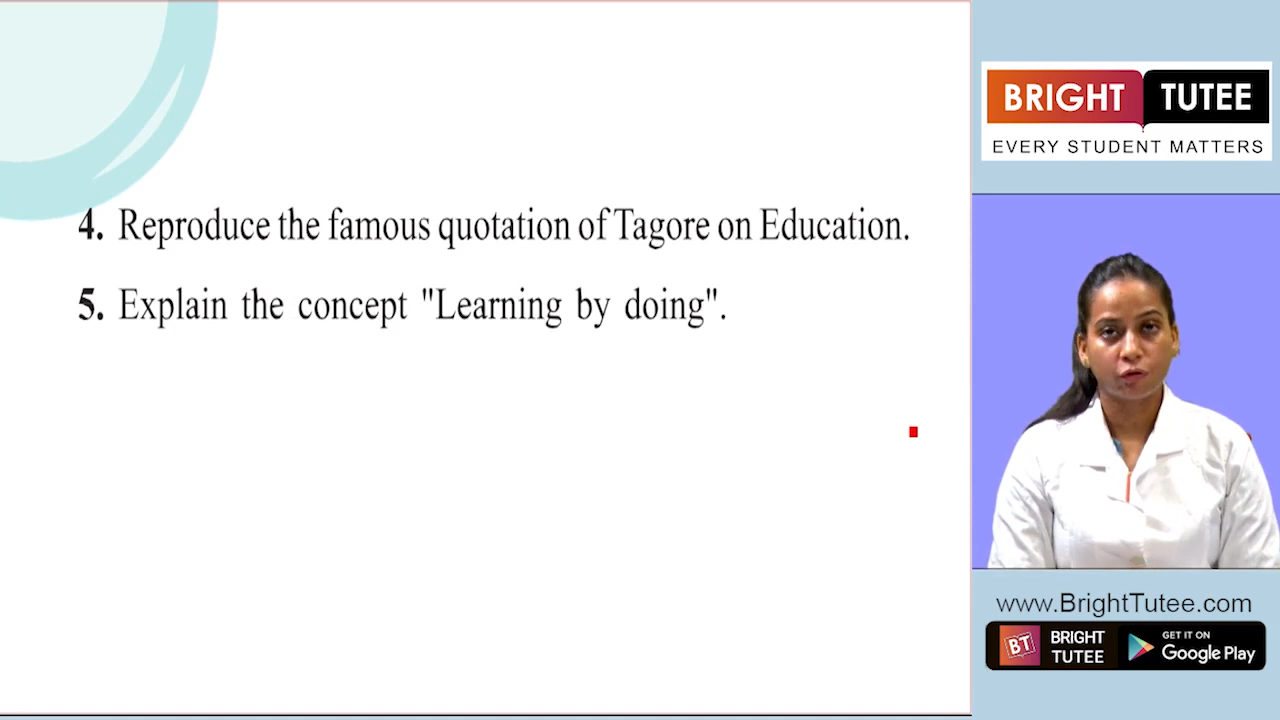 4. Reproduce the famous quotation of Tagore on Education.
5. Explain the concept "Learning by doing".
BRIGHT TUTEE
EVERY STUDENT MATTERS
www.BrightTutee.com
BT
BRIGHT
TUTEE
GET IT ON
Google Play